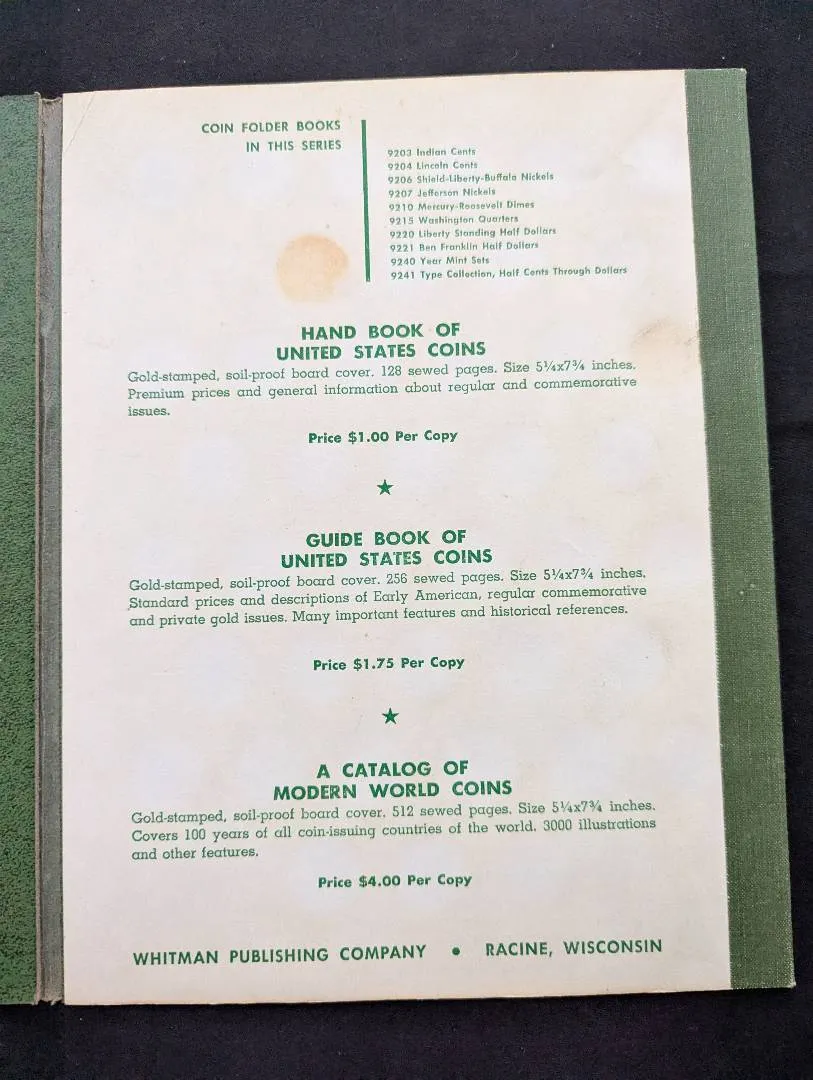 COIN FOLDER BOOKS
IN THIS SERIES
9203 Indian Cents
9204 Lincoln Cents
9206 Shield-Liberty-Buffalo Nickels
9207 Jefferson Nickels
9210 Mercury-Roosevelt Dimes
9215 Washington Quarters
9220 Liberty Standing Half Dollars
9221 Ben Franklin Half Dollars
9240 Year Mint Sets
9241 Type Collection, Half Cents Through Dollars
HAND BOOK OF
UNITED STATES COINS
Gold-stamped, soil-proof board cover. 128 sewed pages. Size 5¼x7¾ inches.
Premium prices and general information about regular and commemorative
issues.
Price $1.00 Per Copy
★
GUIDE BOOK OF
UNITED STATES COINS
Gold-stamped, soil-proof board cover. 256 sewed pages. Size 5¼x7¾ inches.
Standard prices and descriptions of Early American, regular commemorative
and private gold issues. Many important features and historical references.
Price $1.75 Per Copy
★
A CATALOG OF
MODERN WORLD COINS
Gold-stamped, soil-proof board cover. 512 sewed pages. Size 5¼x7¾ inches.
Covers 100 years of all coin-issuing countries of the world. 3000 illustrations
and other features.
Price $4.00 Per Copy
WHITMAN PUBLISHING COMPANY • RACINE, WISCONSIN